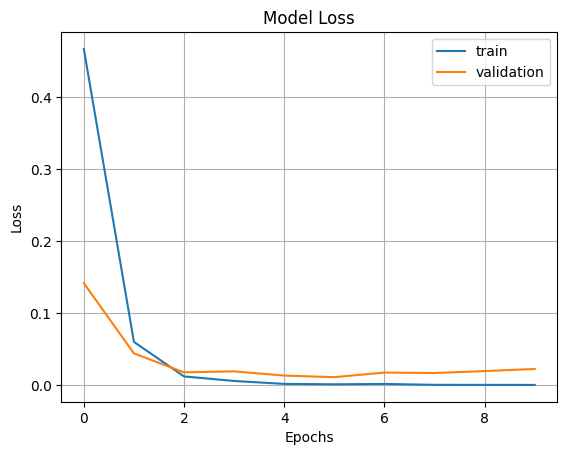 Model Loss
train
validation
0.4
0.3
0.2
0.1
0.0
Loss
0 2 4 6 8
Epochs